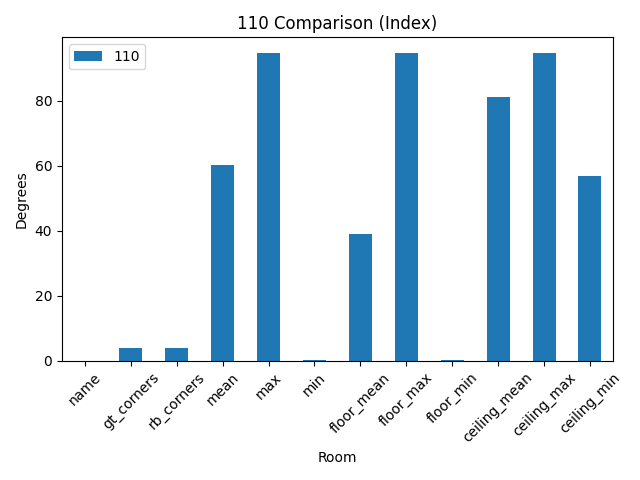 110 Comparison (Index)
110
Degrees
80
60
40
20
0
name
gt_corners
rb_corners
mean
max
min
floor_mean
floor_max
floor_min
ceiling_mean
ceiling_max
ceiling_min
Room